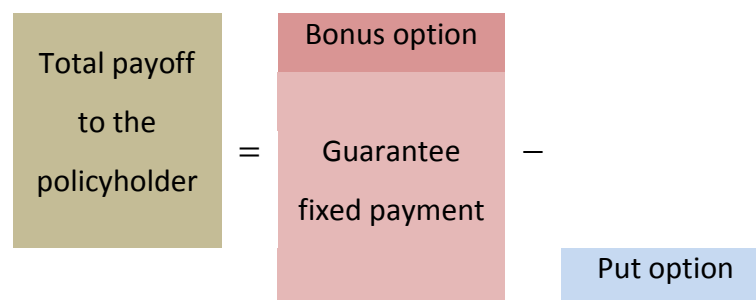 Total payoff
to the
policyholder
=
Bonus option
Guarantee
fixed payment
−
Put option